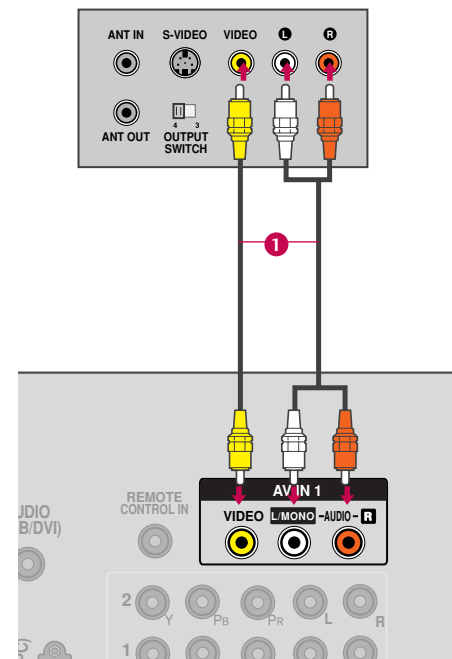 ANT IN S-VIDEO VIDEO L R
4 3
ANT OUT OUTPUT
SWITCH
1
AV IN 1
VIDEO L/MONO -AUDIO- R
REMOTE
CONTROL IN
UDIO
B/DVI)
2 Y PB PR L R
1